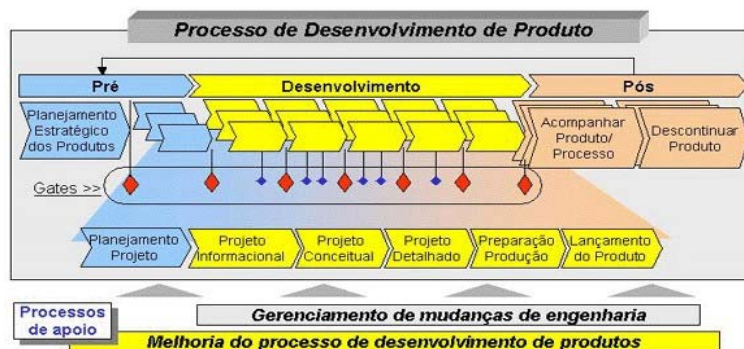 Processo de Desenvolvimento de Produto
Pré
Desenvolvimento
Pós
Planejamento
Estratégico
dos Produtos
Acompanhar
Produto/
Processo
Descontinuar
Produto
Gates >>
Planejamento
Projeto
Projeto
Informacional
Projeto
Conceitual
Projeto
Detalhado
Preparação
Produção
Lançamento
do Produto
Processos
de apoio
Gerenciamento de mudanças de engenharia
Melhoria do processo de desenvolvimento de produtos